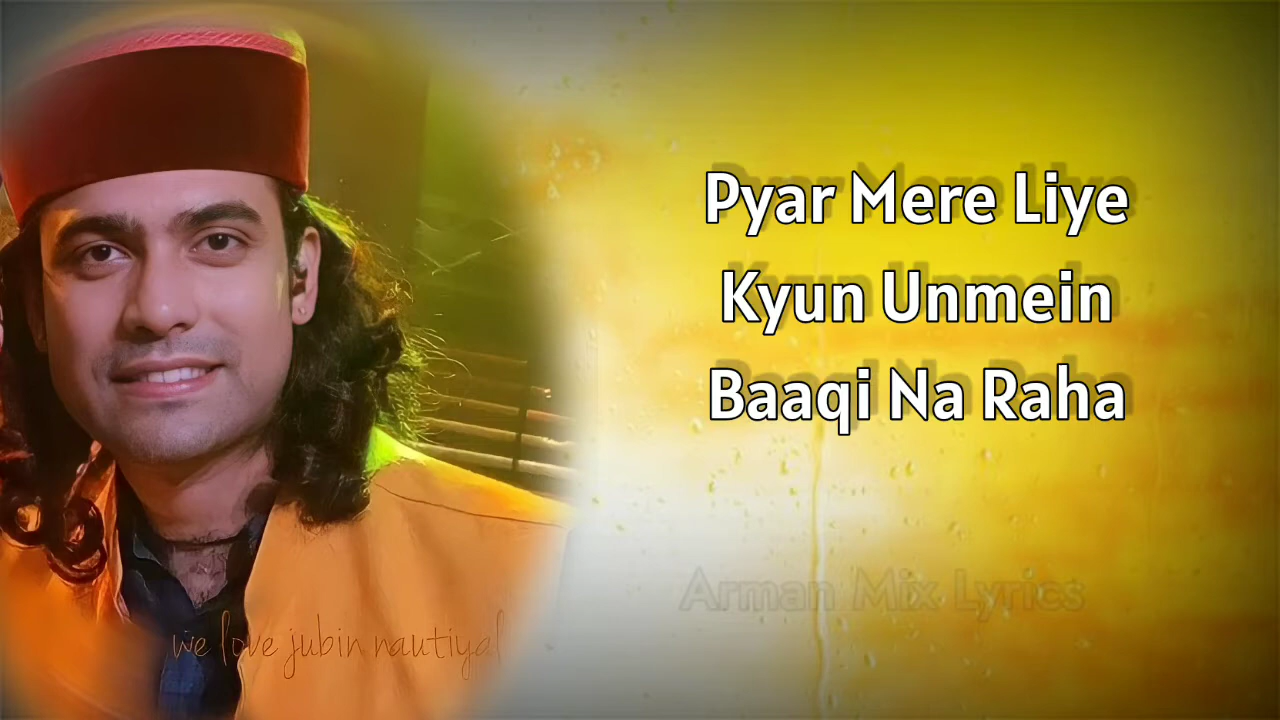 Pyar Mere Liye
Kyun Unmein
Baaqi Na Raha
Arman Mix Lyrics
we love jubin nautiyal